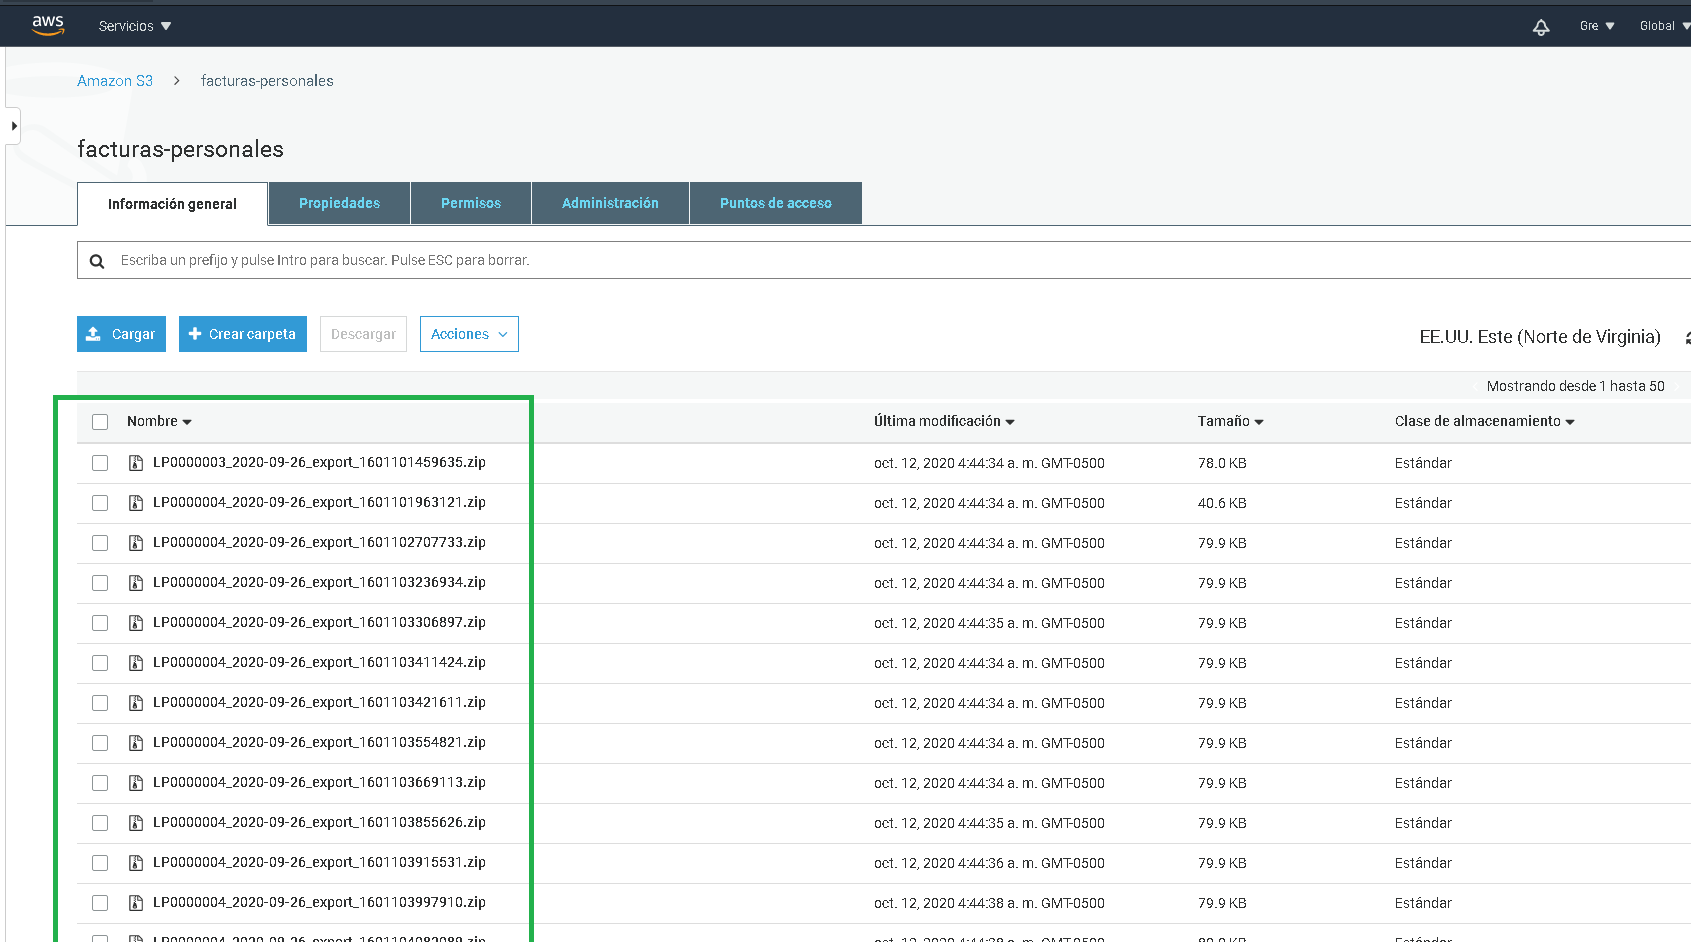 aws Servicios Gre Global
Amazon S3 > facturas-personales
facturas-personales
Información general Propiedades Permisos Administración Puntos de acceso
Escriba un prefijo y pulse Intro para buscar. Pulse ESC para borrar.
Cargar + Crear carpeta Descargar Acciones EE.UU. Este (Norte de Virginia)
Mostrando desde 1 hasta 50
Nombre Última modificación Tamaño Clase de almacenamiento
LP0000003_2020-09-26_export_1601101459635.zip oct. 12, 2020 4:44:34 a. m. GMT-0500 78.0 KB Estándar
LP0000004_2020-09-26_export_1601101963121.zip oct. 12, 2020 4:44:34 a. m. GMT-0500 40.6 KB Estándar
LP0000004_2020-09-26_export_1601102707733.zip oct. 12, 2020 4:44:34 a. m. GMT-0500 79.9 KB Estándar
LP0000004_2020-09-26_export_1601103236934.zip oct. 12, 2020 4:44:34 a. m. GMT-0500 79.9 KB Estándar
LP0000004_2020-09-26_export_1601103306897.zip oct. 12, 2020 4:44:35 a. m. GMT-0500 79.9 KB Estándar
LP0000004_2020-09-26_export_1601103411424.zip oct. 12, 2020 4:44:34 a. m. GMT-0500 79.9 KB Estándar
LP0000004_2020-09-26_export_1601103421611.zip oct. 12, 2020 4:44:34 a. m. GMT-0500 79.9 KB Estándar
LP0000004_2020-09-26_export_1601103554821.zip oct. 12, 2020 4:44:34 a. m. GMT-0500 79.9 KB Estándar
LP0000004_2020-09-26_export_1601103669113.zip oct. 12, 2020 4:44:34 a. m. GMT-0500 79.9 KB Estándar
LP0000004_2020-09-26_export_1601103855626.zip oct. 12, 2020 4:44:35 a. m. GMT-0500 79.9 KB Estándar
LP0000004_2020-09-26_export_1601103915531.zip oct. 12, 2020 4:44:36 a. m. GMT-0500 79.9 KB Estándar
LP0000004_2020-09-26_export_1601103997910.zip oct. 12, 2020 4:44:38 a. m. GMT-0500 79.9 KB Estándar